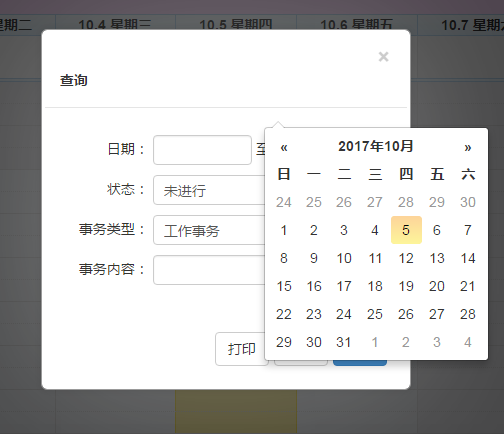 星期二 10.4 星期三 10.5 星期四 10.6 星期五 10.7 星期
×
查询
日期： 至
状态： 未进行
事务类型： 工作事务
事务内容：
打印
« 2017年10月 »
日 一 二 三 四 五 六
24 25 26 27 28 29 30
1 2 3 4 5 6 7
8 9 10 11 12 13 14
15 16 17 18 19 20 21
22 23 24 25 26 27 28
29 30 31 1 2 3 4